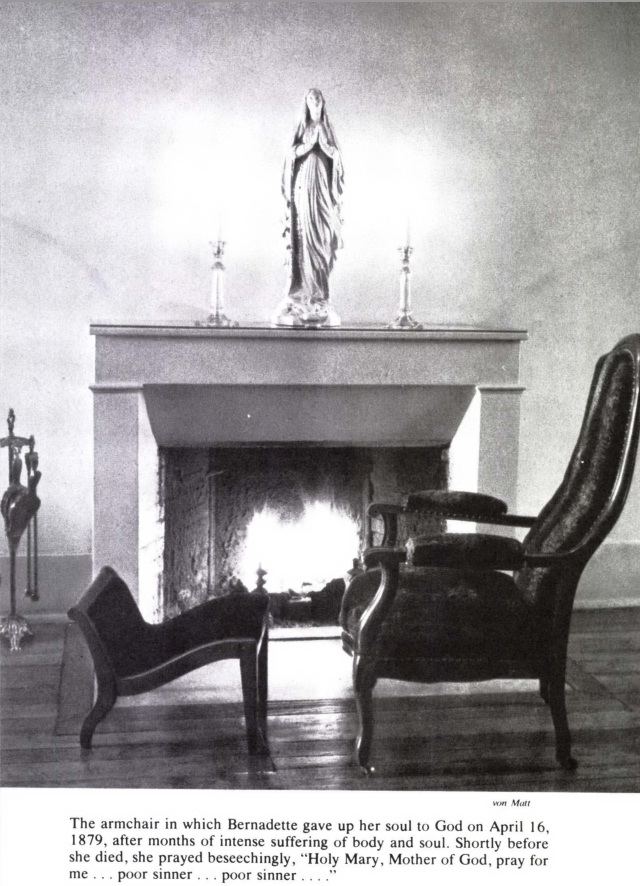 von Matt
The armchair in which Bernadette gave up her soul to God on April 16,
1879, after months of intense suffering of body and soul. Shortly before
she died, she prayed beseechingly, "Holy Mary, Mother of God, pray for
me . . . poor sinner . . . poor sinner . . . ."